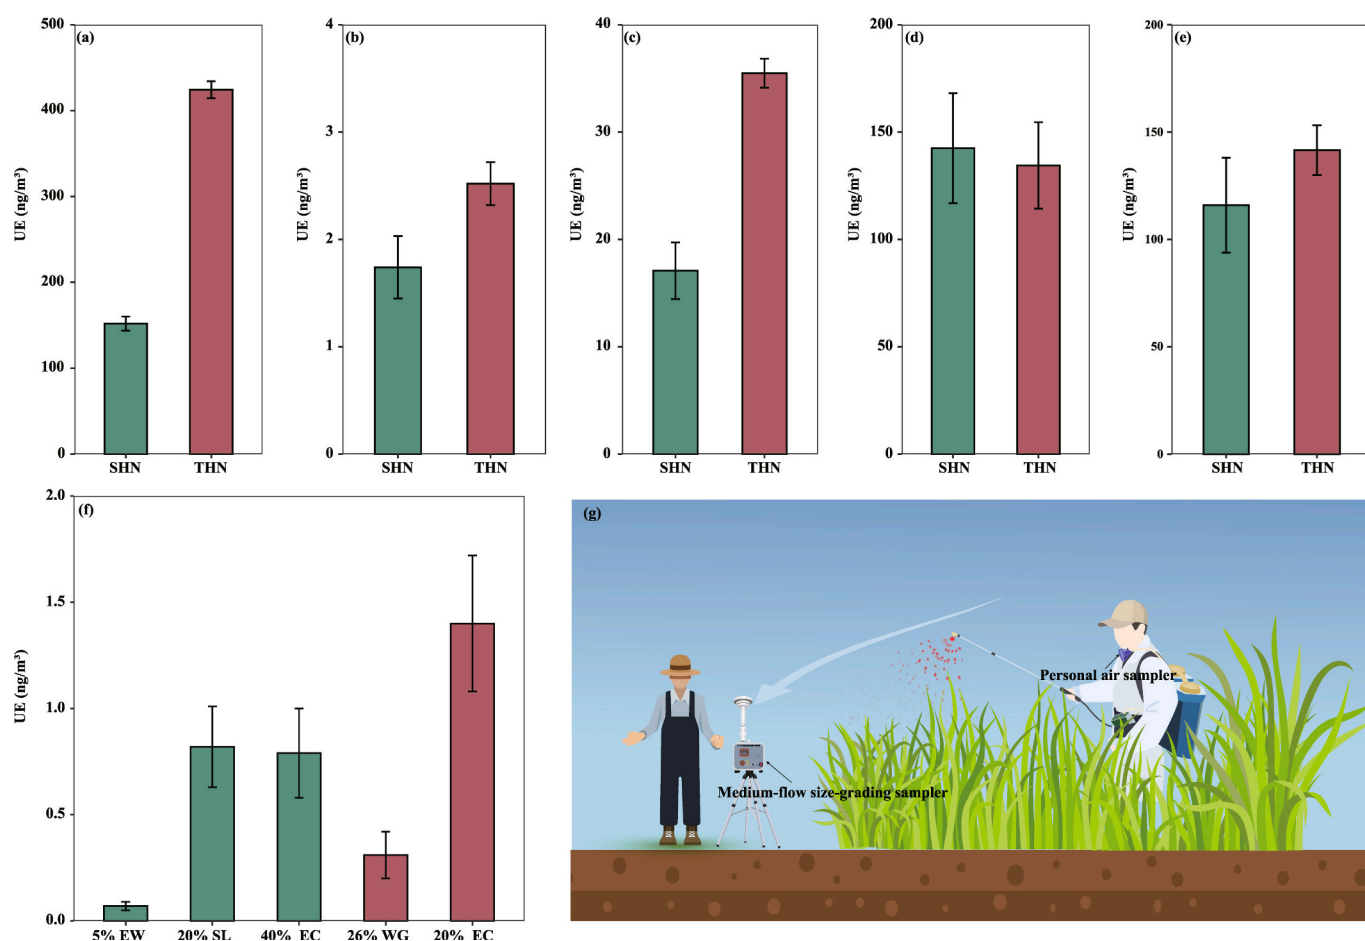 (a)
UE (ng/m³)
500
400
300
200
100
0
SHN THN
(b)
UE (ng/m³)
4
3
2
1
0
SHN THN
(c)
UE (ng/m³)
40
30
20
10
0
SHN THN
(d)
UE (ng/m³)
200
150
100
50
0
SHN THN
(e)
UE (ng/m³)
200
150
100
50
0
SHN THN
(f)
UE (ng/m³)
2.0
1.5
1.0
0.5
0.0
5% EW 20% SL 40% EC 26% WG 20% EC
(g)
Personal air sampler
Medium-flow size-grading sampler